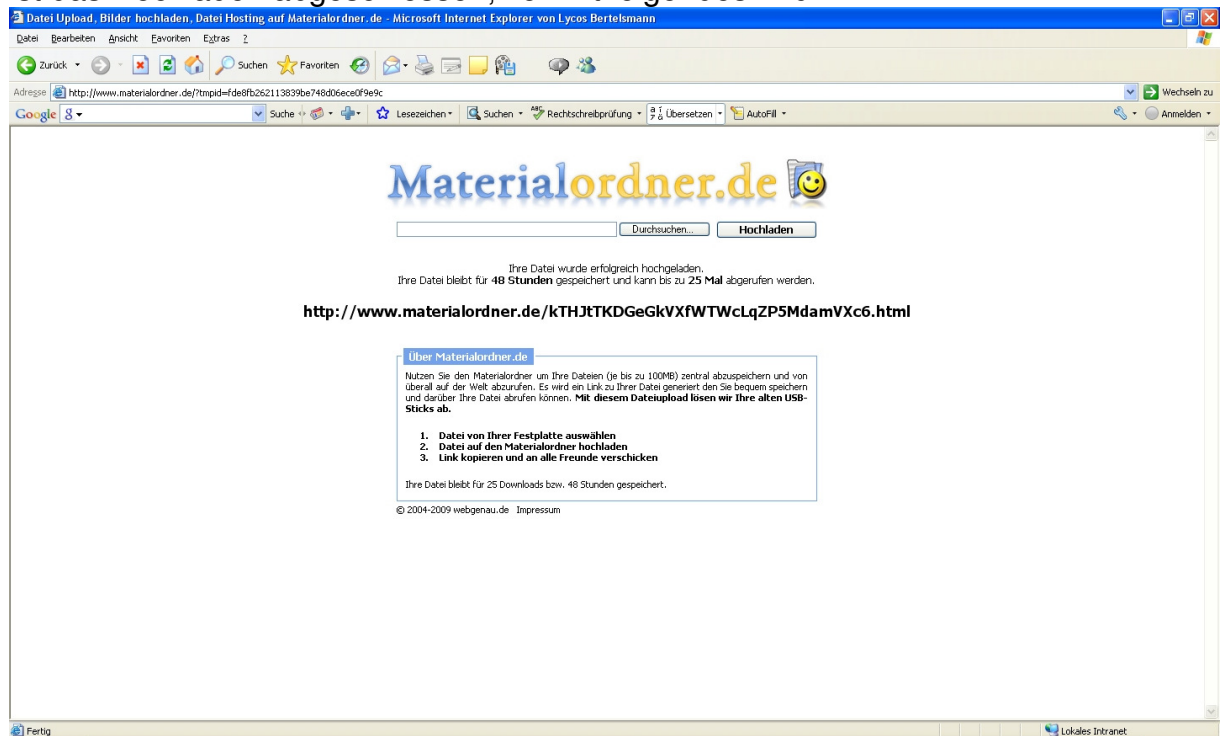 Datei Upload, Bilder hochladen, Datei Hosting auf Materialordner.de - Microsoft Internet Explorer von Lycos Bertelsmann
Datei Bearbeiten Ansicht Favoriten Extras ?
Zurück Suchen Favoriten
Adresse http://www.materialordner.de/?tmpid=fde8fb262113839be748d06ece0f9e9c Wechseln zu
Google Suche Lesezeichen Suchen Rechtschreibprüfung Übersetzen AutoFill Anmelden
Materialordner.de
Durchsuchen... Hochladen
Ihre Datei wurde erfolgreich hochgeladen.
Ihre Datei bleibt für 48 Stunden gespeichert und kann bis zu 25 Mal abgerufen werden.
http://www.materialordner.de/kTHJtTKDGeGkVXfWTWcLqZP5MdamVXc6.html
Über Materialordner.de
Nutzen Sie den Materialordner um Ihre Dateien (je bis zu 100MB) zentral abzuspeichern und von
überall auf der Welt abzurufen. Es wird ein Link zu Ihrer Datei generiert den Sie bequem speichern
und darüber Ihre Datei abrufen können. Mit diesem Dateiupload lösen wir Ihre alten USB-
Sticks ab.
1. Datei von Ihrer Festplatte auswählen
2. Datei auf den Materialordner hochladen
3. Link kopieren und an alle Freunde verschicken
Ihre Datei bleibt für 25 Downloads bzw. 48 Stunden gespeichert.
© 2004-2009 webgenau.de Impressum
Fertig Lokales Intranet